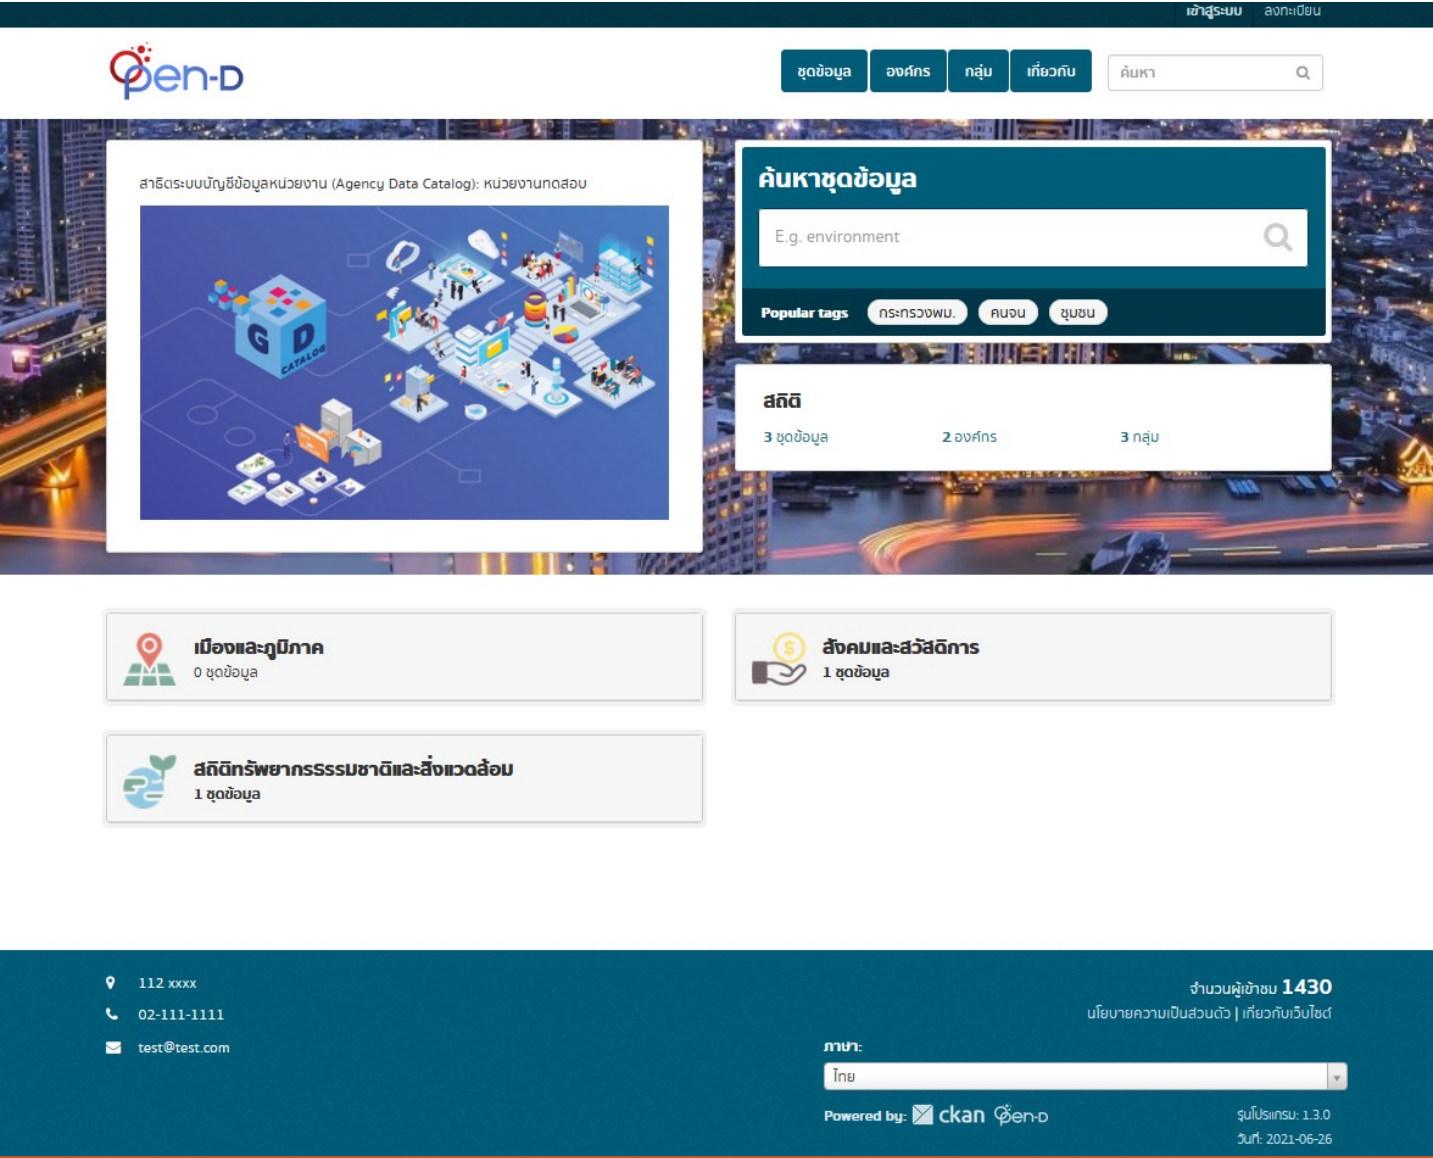 เข้าสู่ระบบ ลงทะเบียน
Open-D
ชุดข้อมูล องค์กร กลุ่ม เกี่ยวกับ ค้นหา
สาธิตระบบบัญชีข้อมูลหน่วยงาน (Agency Data Catalog): หน่วยงานทดสอบ
G D
CATALOG
ค้นหาชุดข้อมูล
E.g. environment
Popular tags กระทรวงพม. คนจน ชุมชน
สถิติ
3 ชุดข้อมูล 2 องค์กร 3 กลุ่ม
เมืองและภูมิภาค
0 ชุดข้อมูล
สังคมและสวัสดิการ
1 ชุดข้อมูล
สถิติทรัพยากรธรรมชาติและสิ่งแวดล้อม
1 ชุดข้อมูล
112 xxxx
02-111-1111
test@test.com
จำนวนผู้เข้าชม 1430
นโยบายความเป็นส่วนตัว | เกี่ยวกับเว็บไซต์
ภาษา:
ไทย
Powered by: ckan Open-D
รุ่นโปรแกรม: 1.3.0
วันที่: 2021-06-26